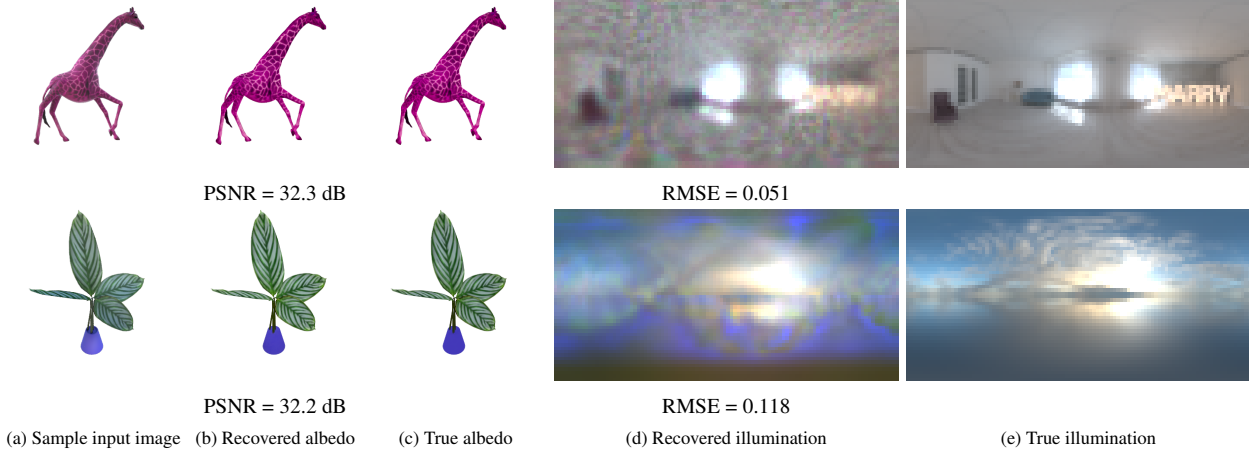 PSNR = 32.3 dB
RMSE = 0.051
PSNR = 32.2 dB
RMSE = 0.118
(a) Sample input image
(b) Recovered albedo
(c) True albedo
(d) Recovered illumination
(e) True illumination